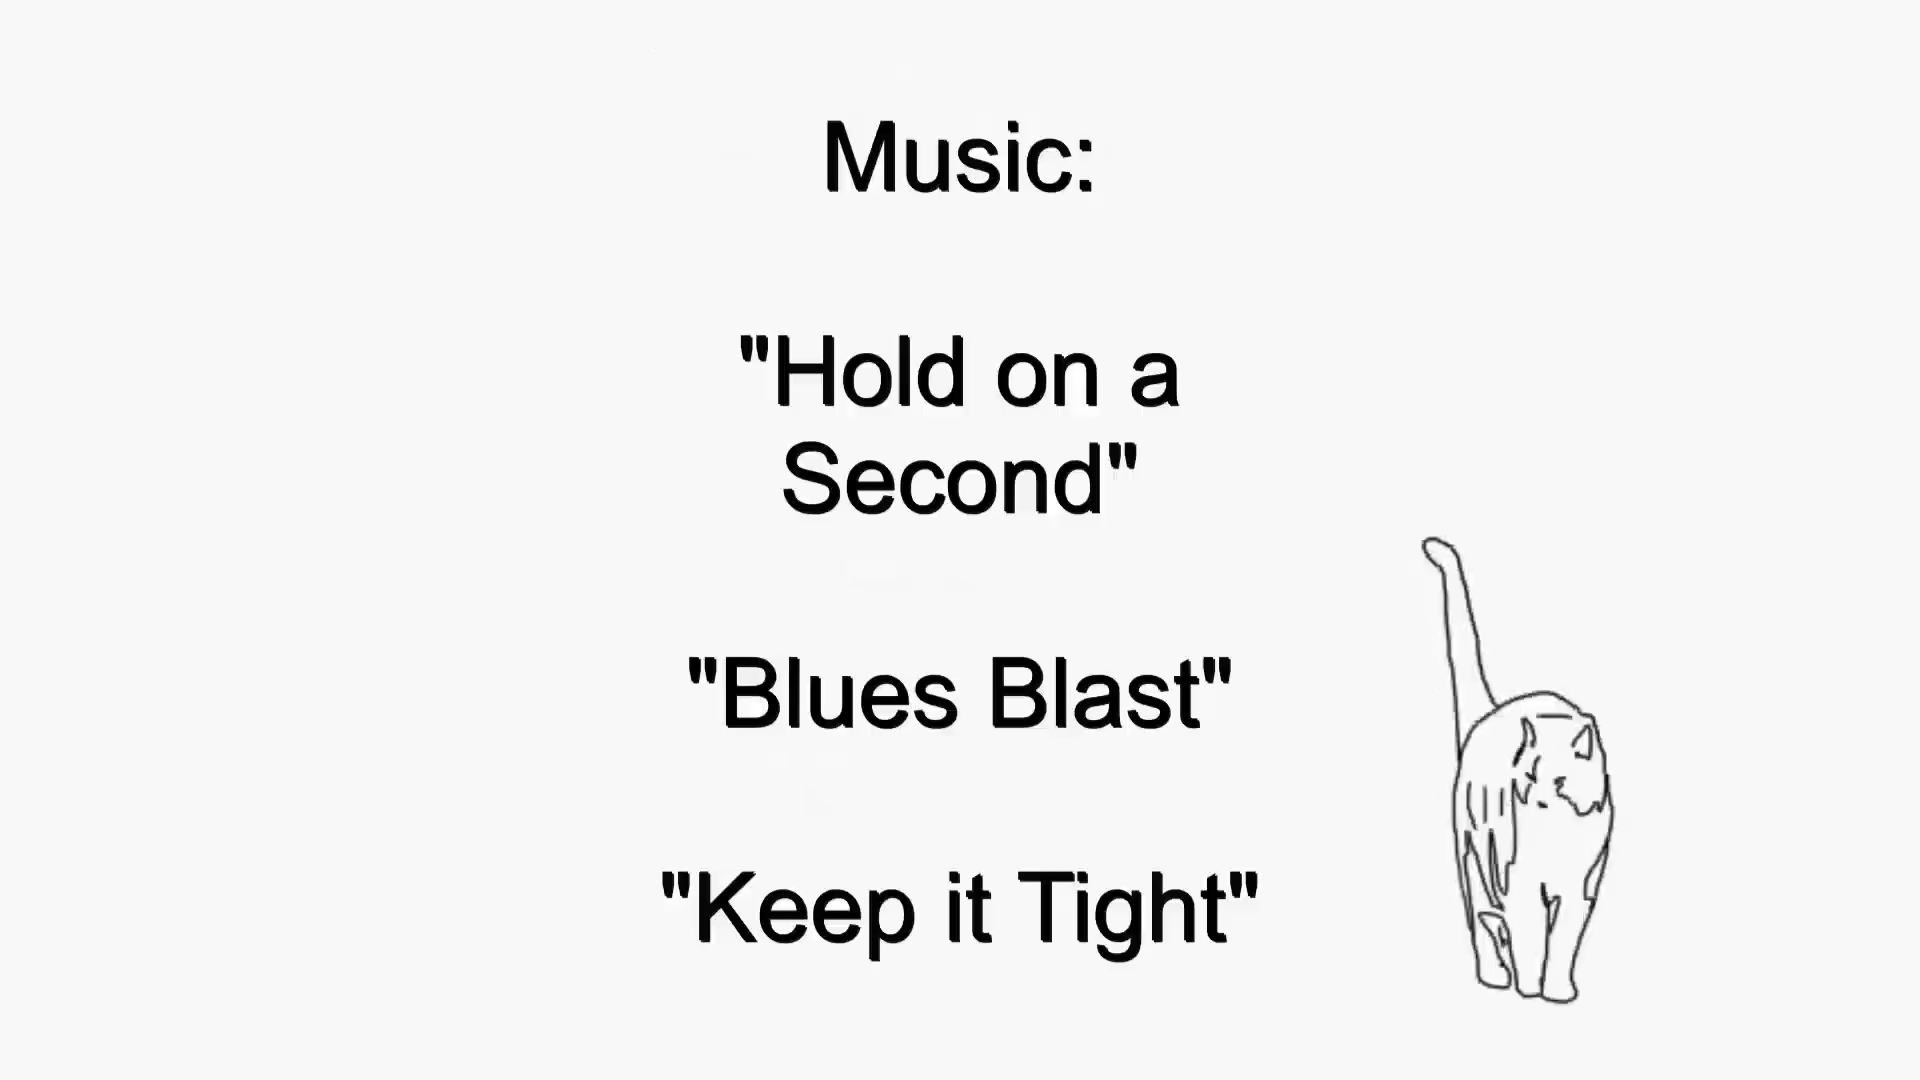 Music:
"Hold on a
Second"
"Blues Blast"
"Keep it Tight"